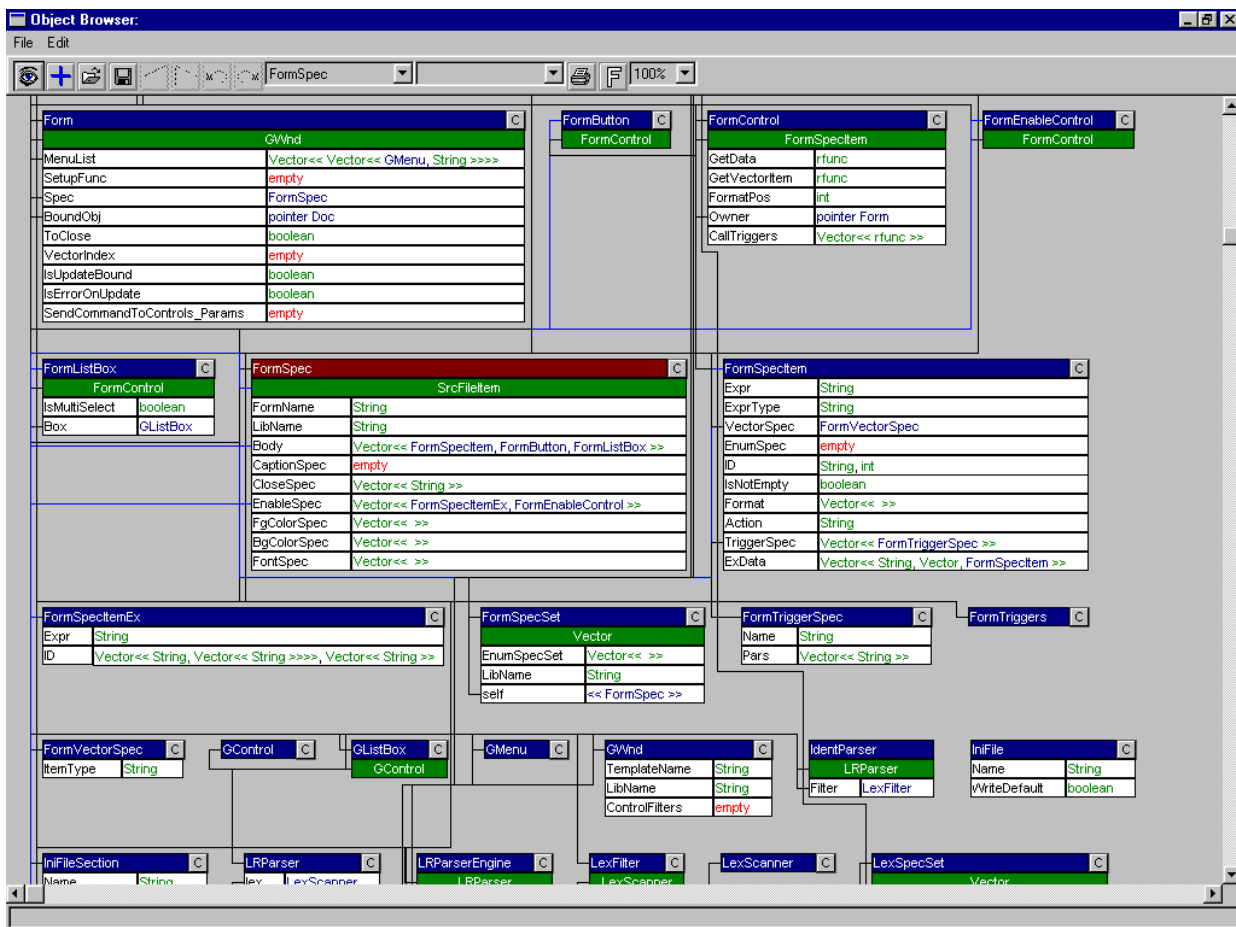 Object Browser:
File Edit
FormSpec 100%
Form C
GWnd
MenuList Vector<< Vector<< GMenu, String >>>>
SetupFunc empty
Spec FormSpec
BoundObj pointer Doc
ToClose boolean
VectorIndex empty
IsUpdateBound boolean
IsErrorOnUpdate boolean
SendCommandToControls_Params empty
FormButton C
FormControl
FormControl C
FormSpecItem
GetData rfunc
GetVectorItem rfunc
FormatPos int
Owner pointer Form
CallTriggers Vector<< rfunc >>
FormEnableControl C
FormControl
FormListBox C
FormControl
IsMultiSelect boolean
Box GListBox
FormSpec C
SrcFileItem
FormName String
LibName String
Body Vector<< FormSpecItem, FormButton, FormListBox >>
CaptionSpec empty
CloseSpec Vector<< String >>
EnableSpec Vector<< FormSpecItemEx, FormEnableControl >>
FgColorSpec Vector<< >>
BgColorSpec Vector<< >>
FontSpec Vector<< >>
FormSpecItem C
Expr String
ExprType String
VectorSpec FormVectorSpec
EnumSpec empty
ID String, int
IsNotEmpty boolean
Format Vector<< >>
Action String
TriggerSpec Vector<< FormTriggerSpec >>
ExData Vector<< String, Vector, FormSpecItem >>
FormSpecItemEx C
Expr String
ID Vector<< String, Vector<< String >>>>, Vector<< String >>
FormSpecSet C
Vector
EnumSpecSet Vector<< >>
LibName String
self << FormSpec >>
FormTriggerSpec C
Name String
Pars Vector<< String >>
FormTriggers C
FormVectorSpec C
ItemType String
GControl C
GListBox C
GControl
GMenu C
GWnd C
TemplateName String
LibName String
ControlFilters empty
IdentParser
LRParser
Filter LexFilter
IniFile C
Name String
WriteDefault boolean
IniFileSection C
Name String
LRParser C
lex LexScanner
LRParserEngine C
LRParser
LexFilter C
LexScanner
LexScanner C
LexSpecSet C
Vector